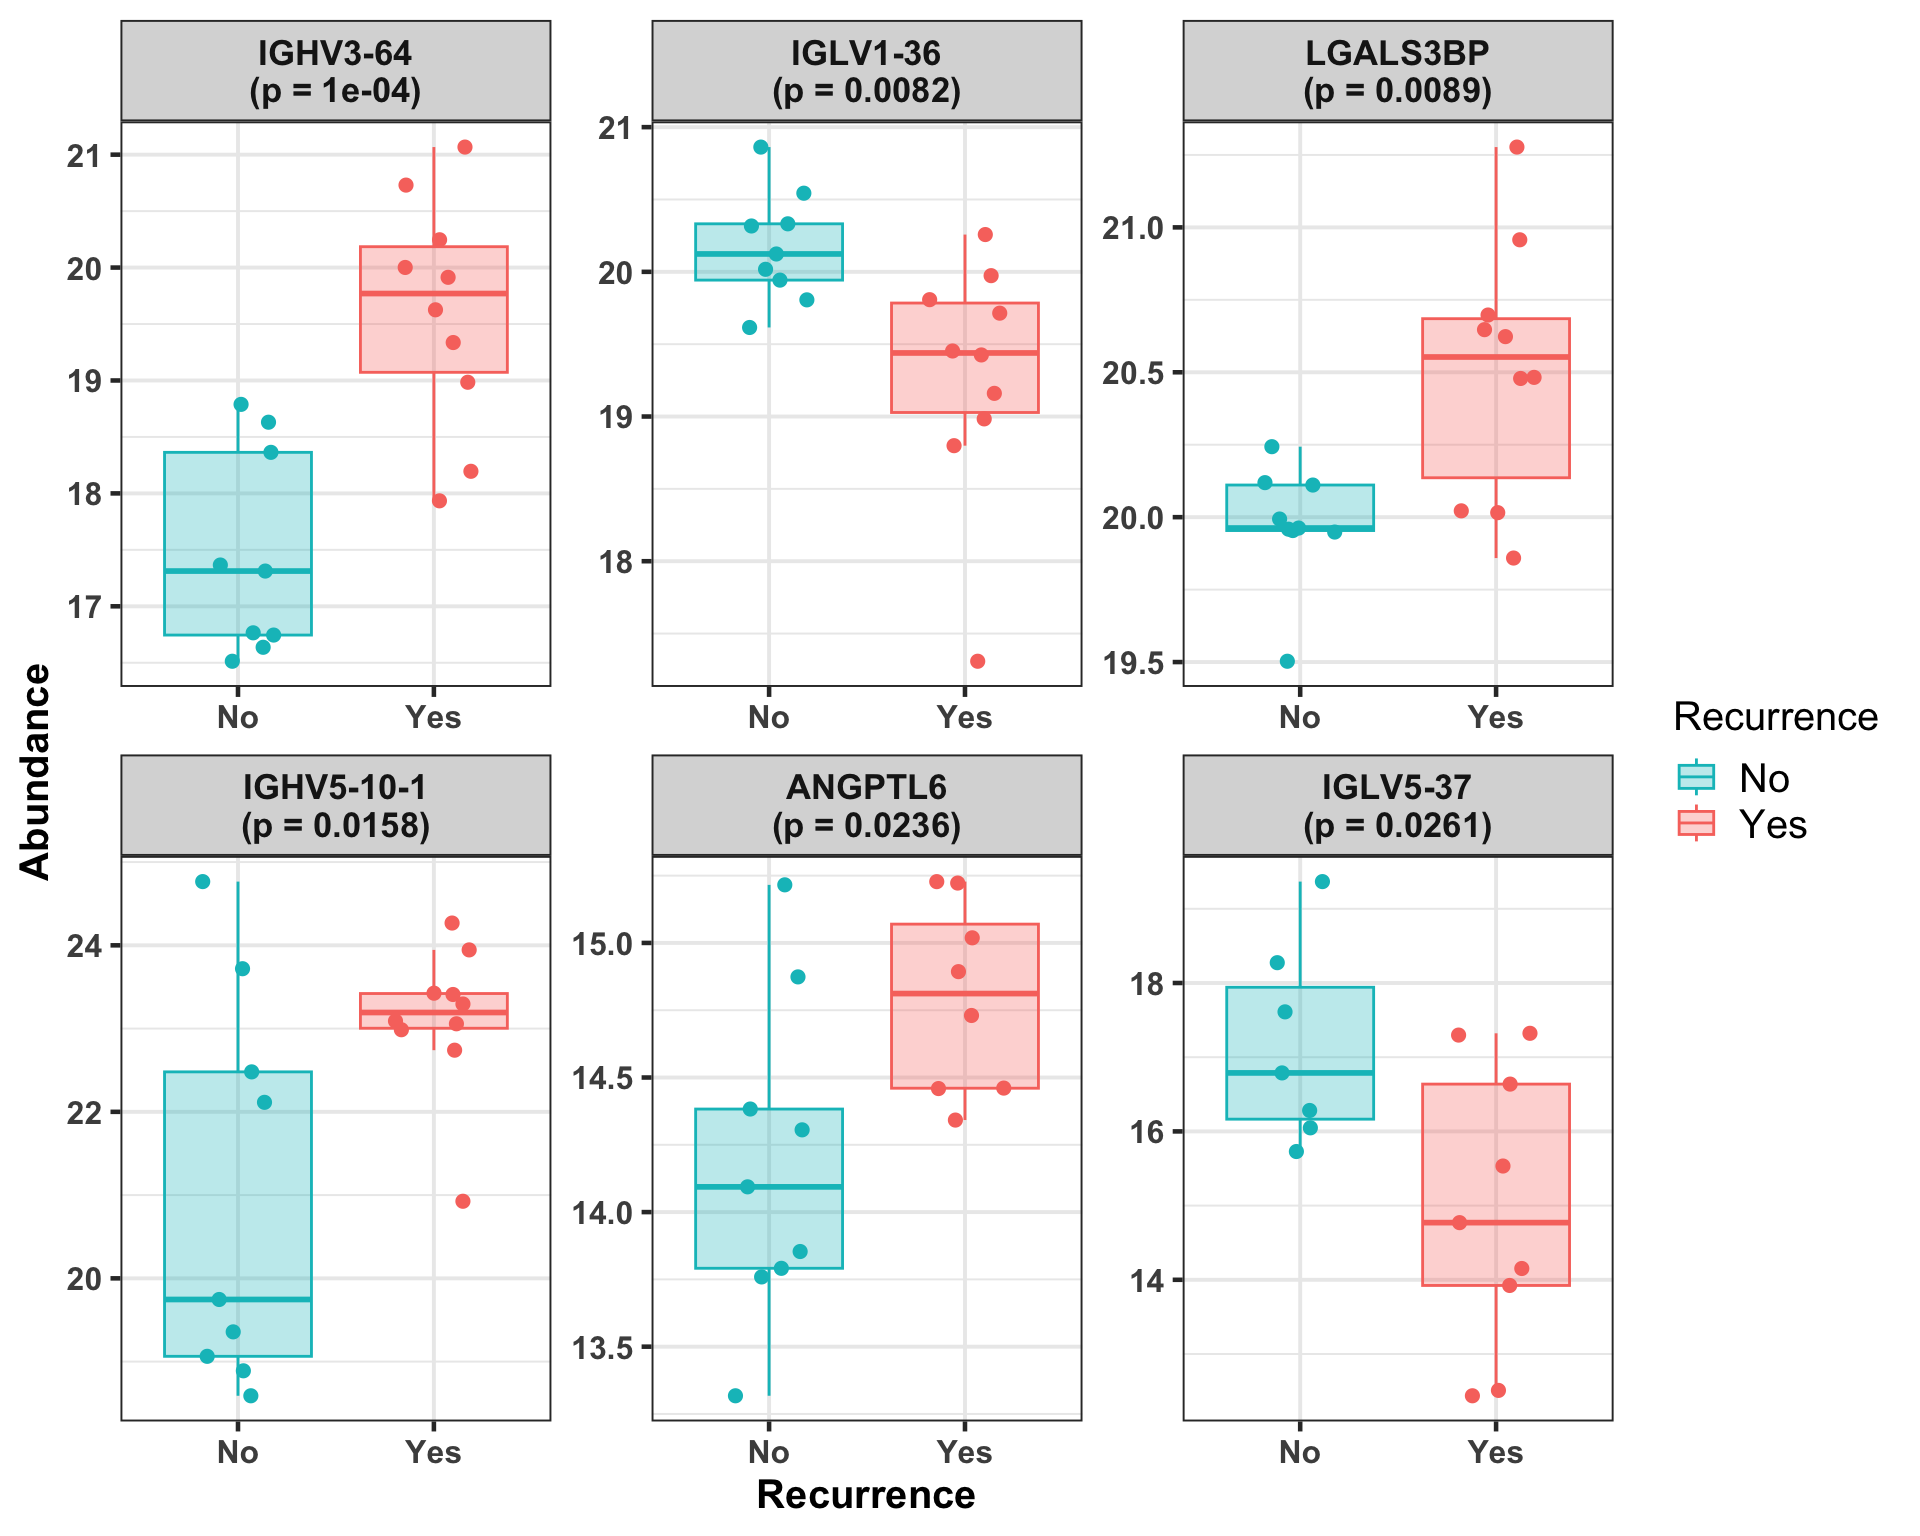 IGHV3-64
(p = 1e-04)
IGLV1-36
(p = 0.0082)
LGALS3BP
(p = 0.0089)
21
20
19
18
17
21
20
19
18
21.0
20.5
20.0
19.5
No
Yes
No
Yes
No
Yes
Abundance
IGHV5-10-1
(p = 0.0158)
ANGPTL6
(p = 0.0236)
IGLV5-37
(p = 0.0261)
24
22
20
15.0
14.5
14.0
13.5
18
16
14
No
Yes
No
Yes
No
Yes
Recurrence
Recurrence
No
Yes